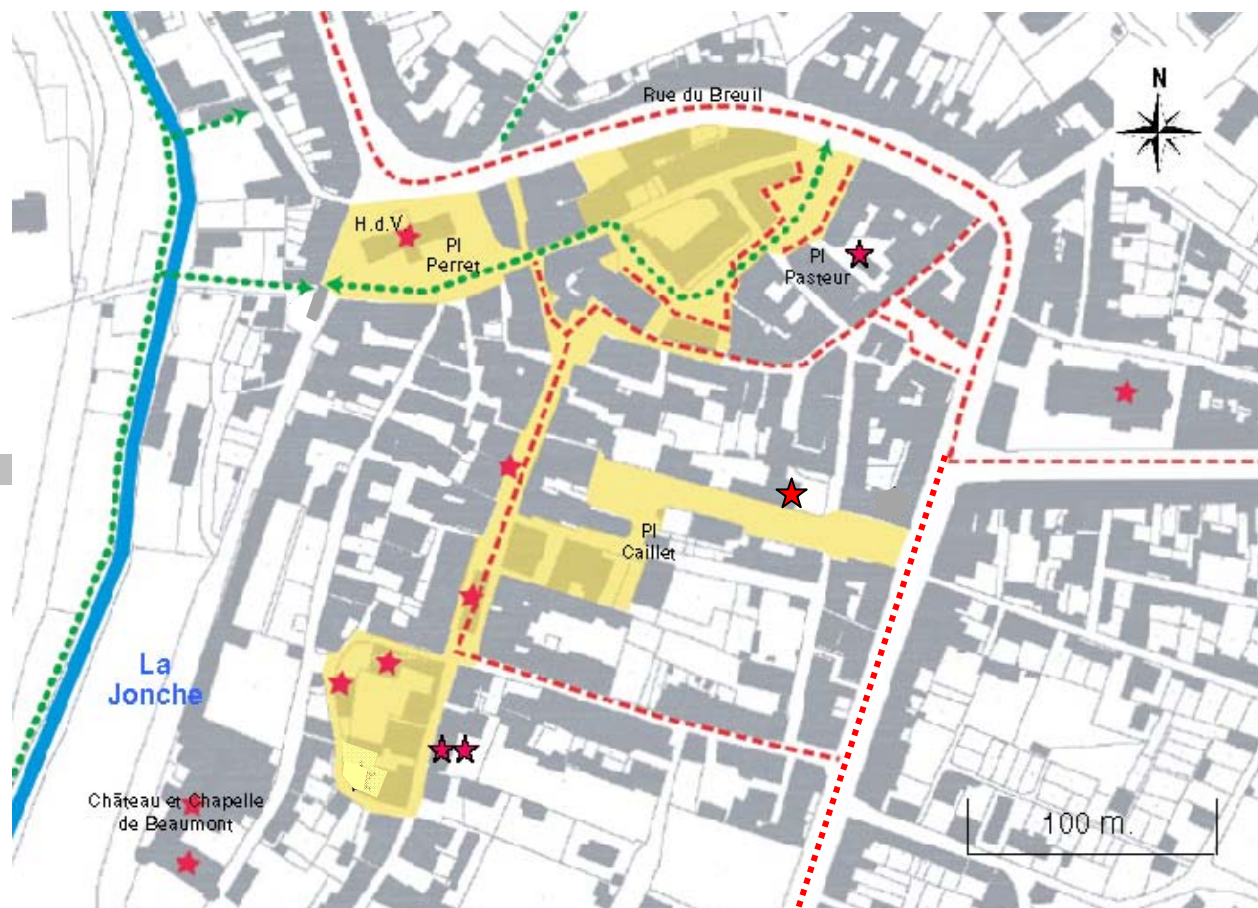 N
Rue du Breuil
H.d.V
Pl
Perret
Pl
Pasteur
Pl
Caillet
La
Jonche
Château et Chapelle
de Beaumont
100 m.